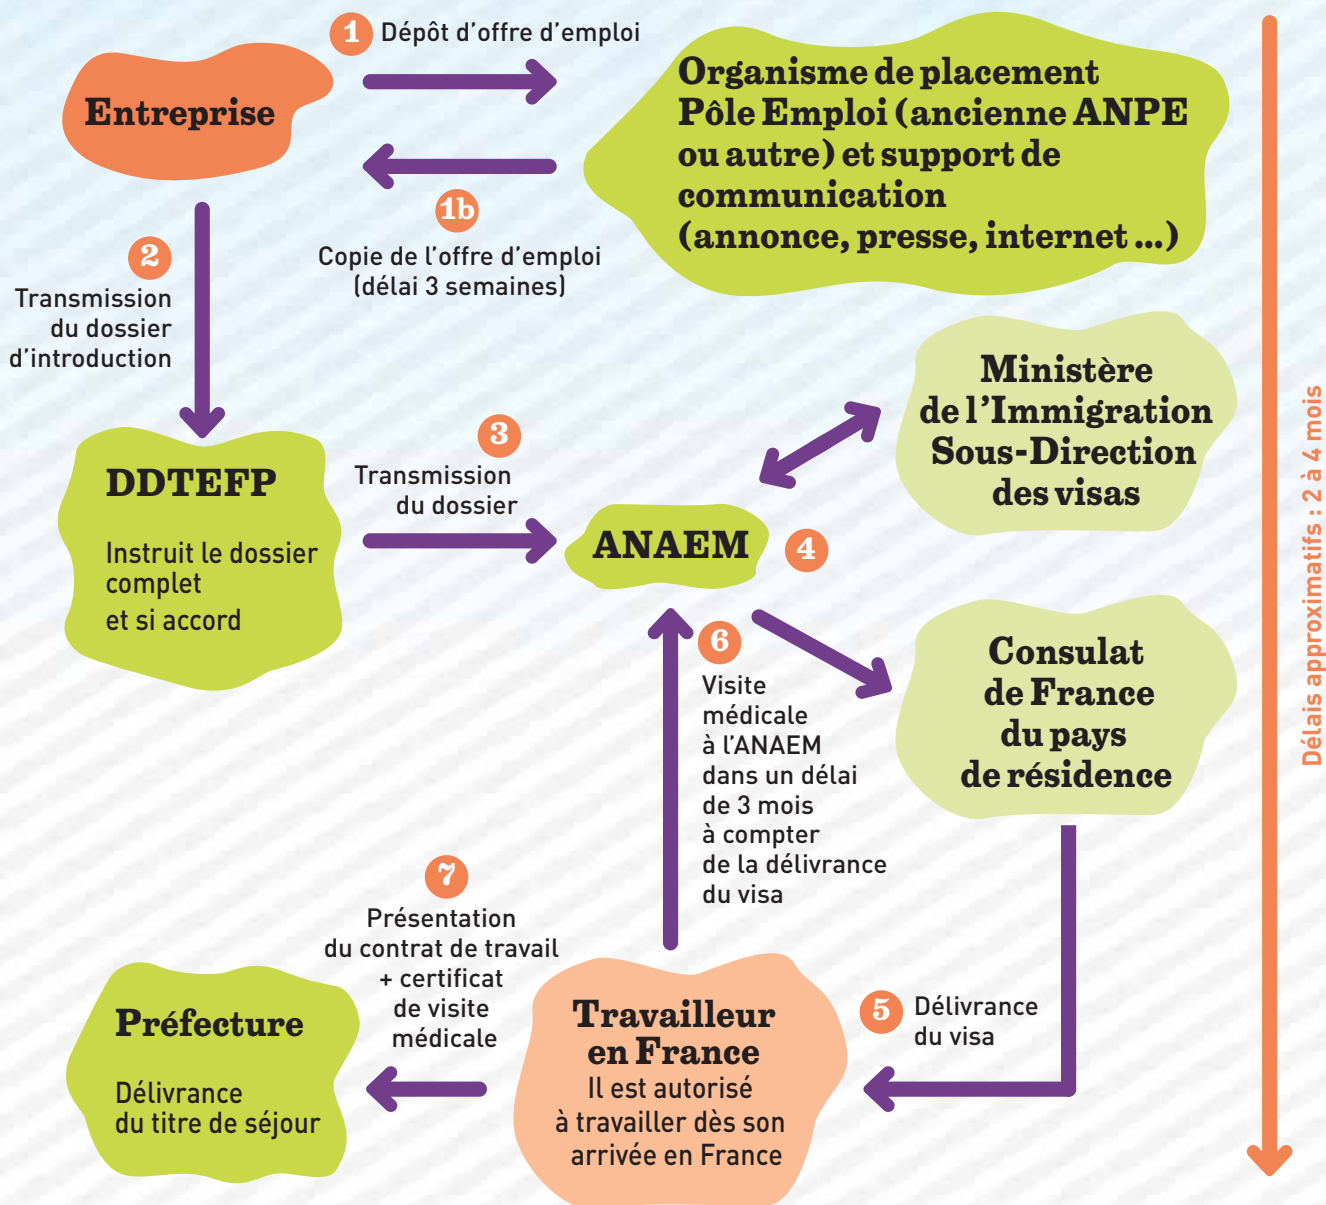 1 Dépôt d'offre d'emploi
Entreprise
Organisme de placement
Pôle Emploi (ancienne ANPE
ou autre) et support de
communication
(annonce, presse, internet ...)
1b
Copie de l'offre d'emploi
(délai 3 semaines)
2
Transmission
du dossier
d'introduction
Ministère
de l'Immigration
Sous-Direction
des visas
DDTEFP
Instruit le dossier
complet
et si accord
3
Transmission
du dossier
ANAEM
4
Consulat
de France
du pays
de résidence
6
Visite
médicale
à l'ANAEM
dans un délai
de 3 mois
à compter
de la délivrance
du visa
5 Délivrance
du visa
Travailleur
en France
Il est autorisé
à travailler dès son
arrivée en France
7
Présentation
du contrat de travail
+ certificat
de visite
médicale
Préfecture
Délivrance
du titre de séjour
Délais approximatifs : 2 à 4 mois